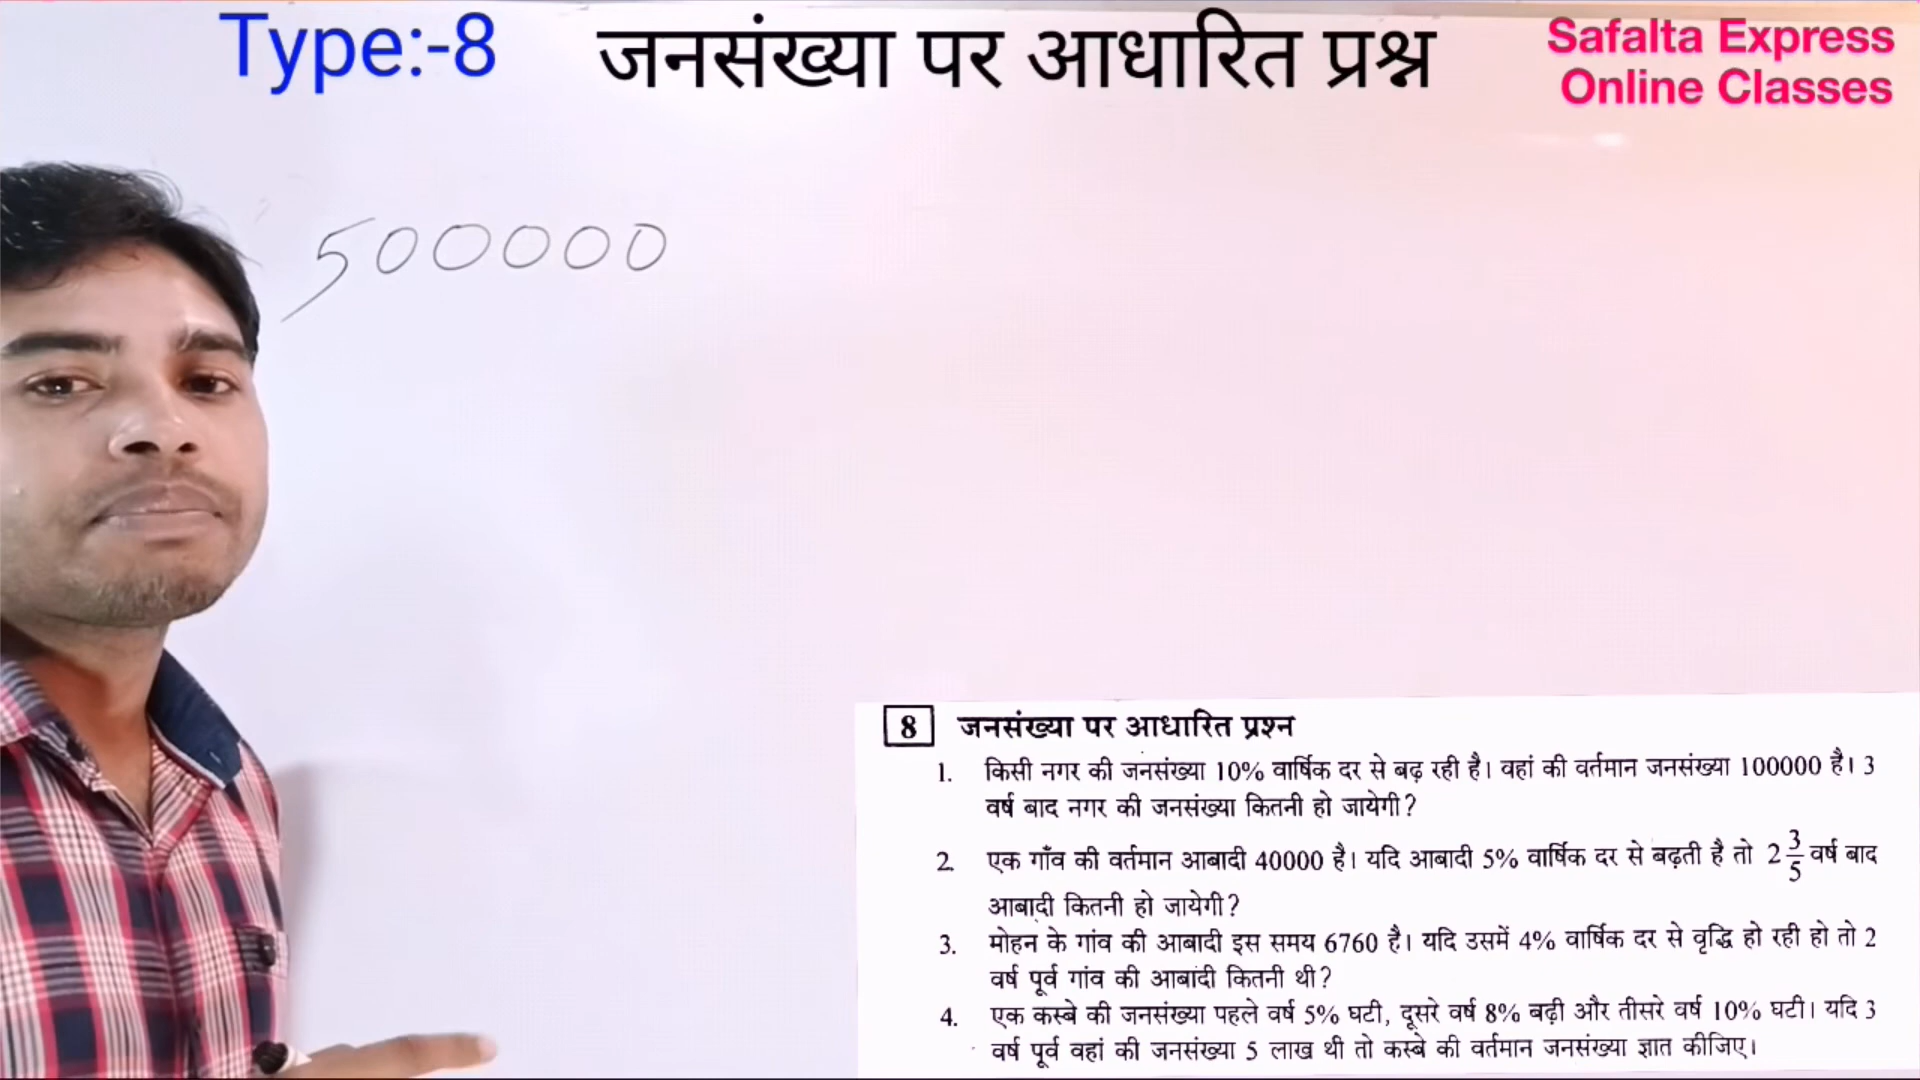 Type:-8 जनसंख्या पर आधारित प्रश्न
Safalta Express
Online Classes
500000
8 जनसंख्या पर आधारित प्रश्न
1. किसी नगर की जनसंख्या 10% वार्षिक दर से बढ़ रही है। वहां की वर्तमान जनसंख्या 100000 है। 3
वर्ष बाद नगर की जनसंख्या कितनी हो जायेगी?
2. एक गाँव की वर्तमान आबादी 40000 है। यदि आबादी 5% वार्षिक दर से बढ़ती है तो 2 3/5 वर्ष बाद
आबादी कितनी हो जायेगी?
3. मोहन के गांव की आबादी इस समय 6760 है। यदि उसमें 4% वार्षिक दर से वृद्धि हो रही हो तो 2
वर्ष पूर्व गांव की आबादी कितनी थी?
4. एक कस्बे की जनसंख्या पहले वर्ष 5% घटी, दूसरे वर्ष 8% बढ़ी और तीसरे वर्ष 10% घटी। यदि 3
वर्ष पूर्व वहां की जनसंख्या 5 लाख थी तो कस्बे की वर्तमान जनसंख्या ज्ञात कीजिए।